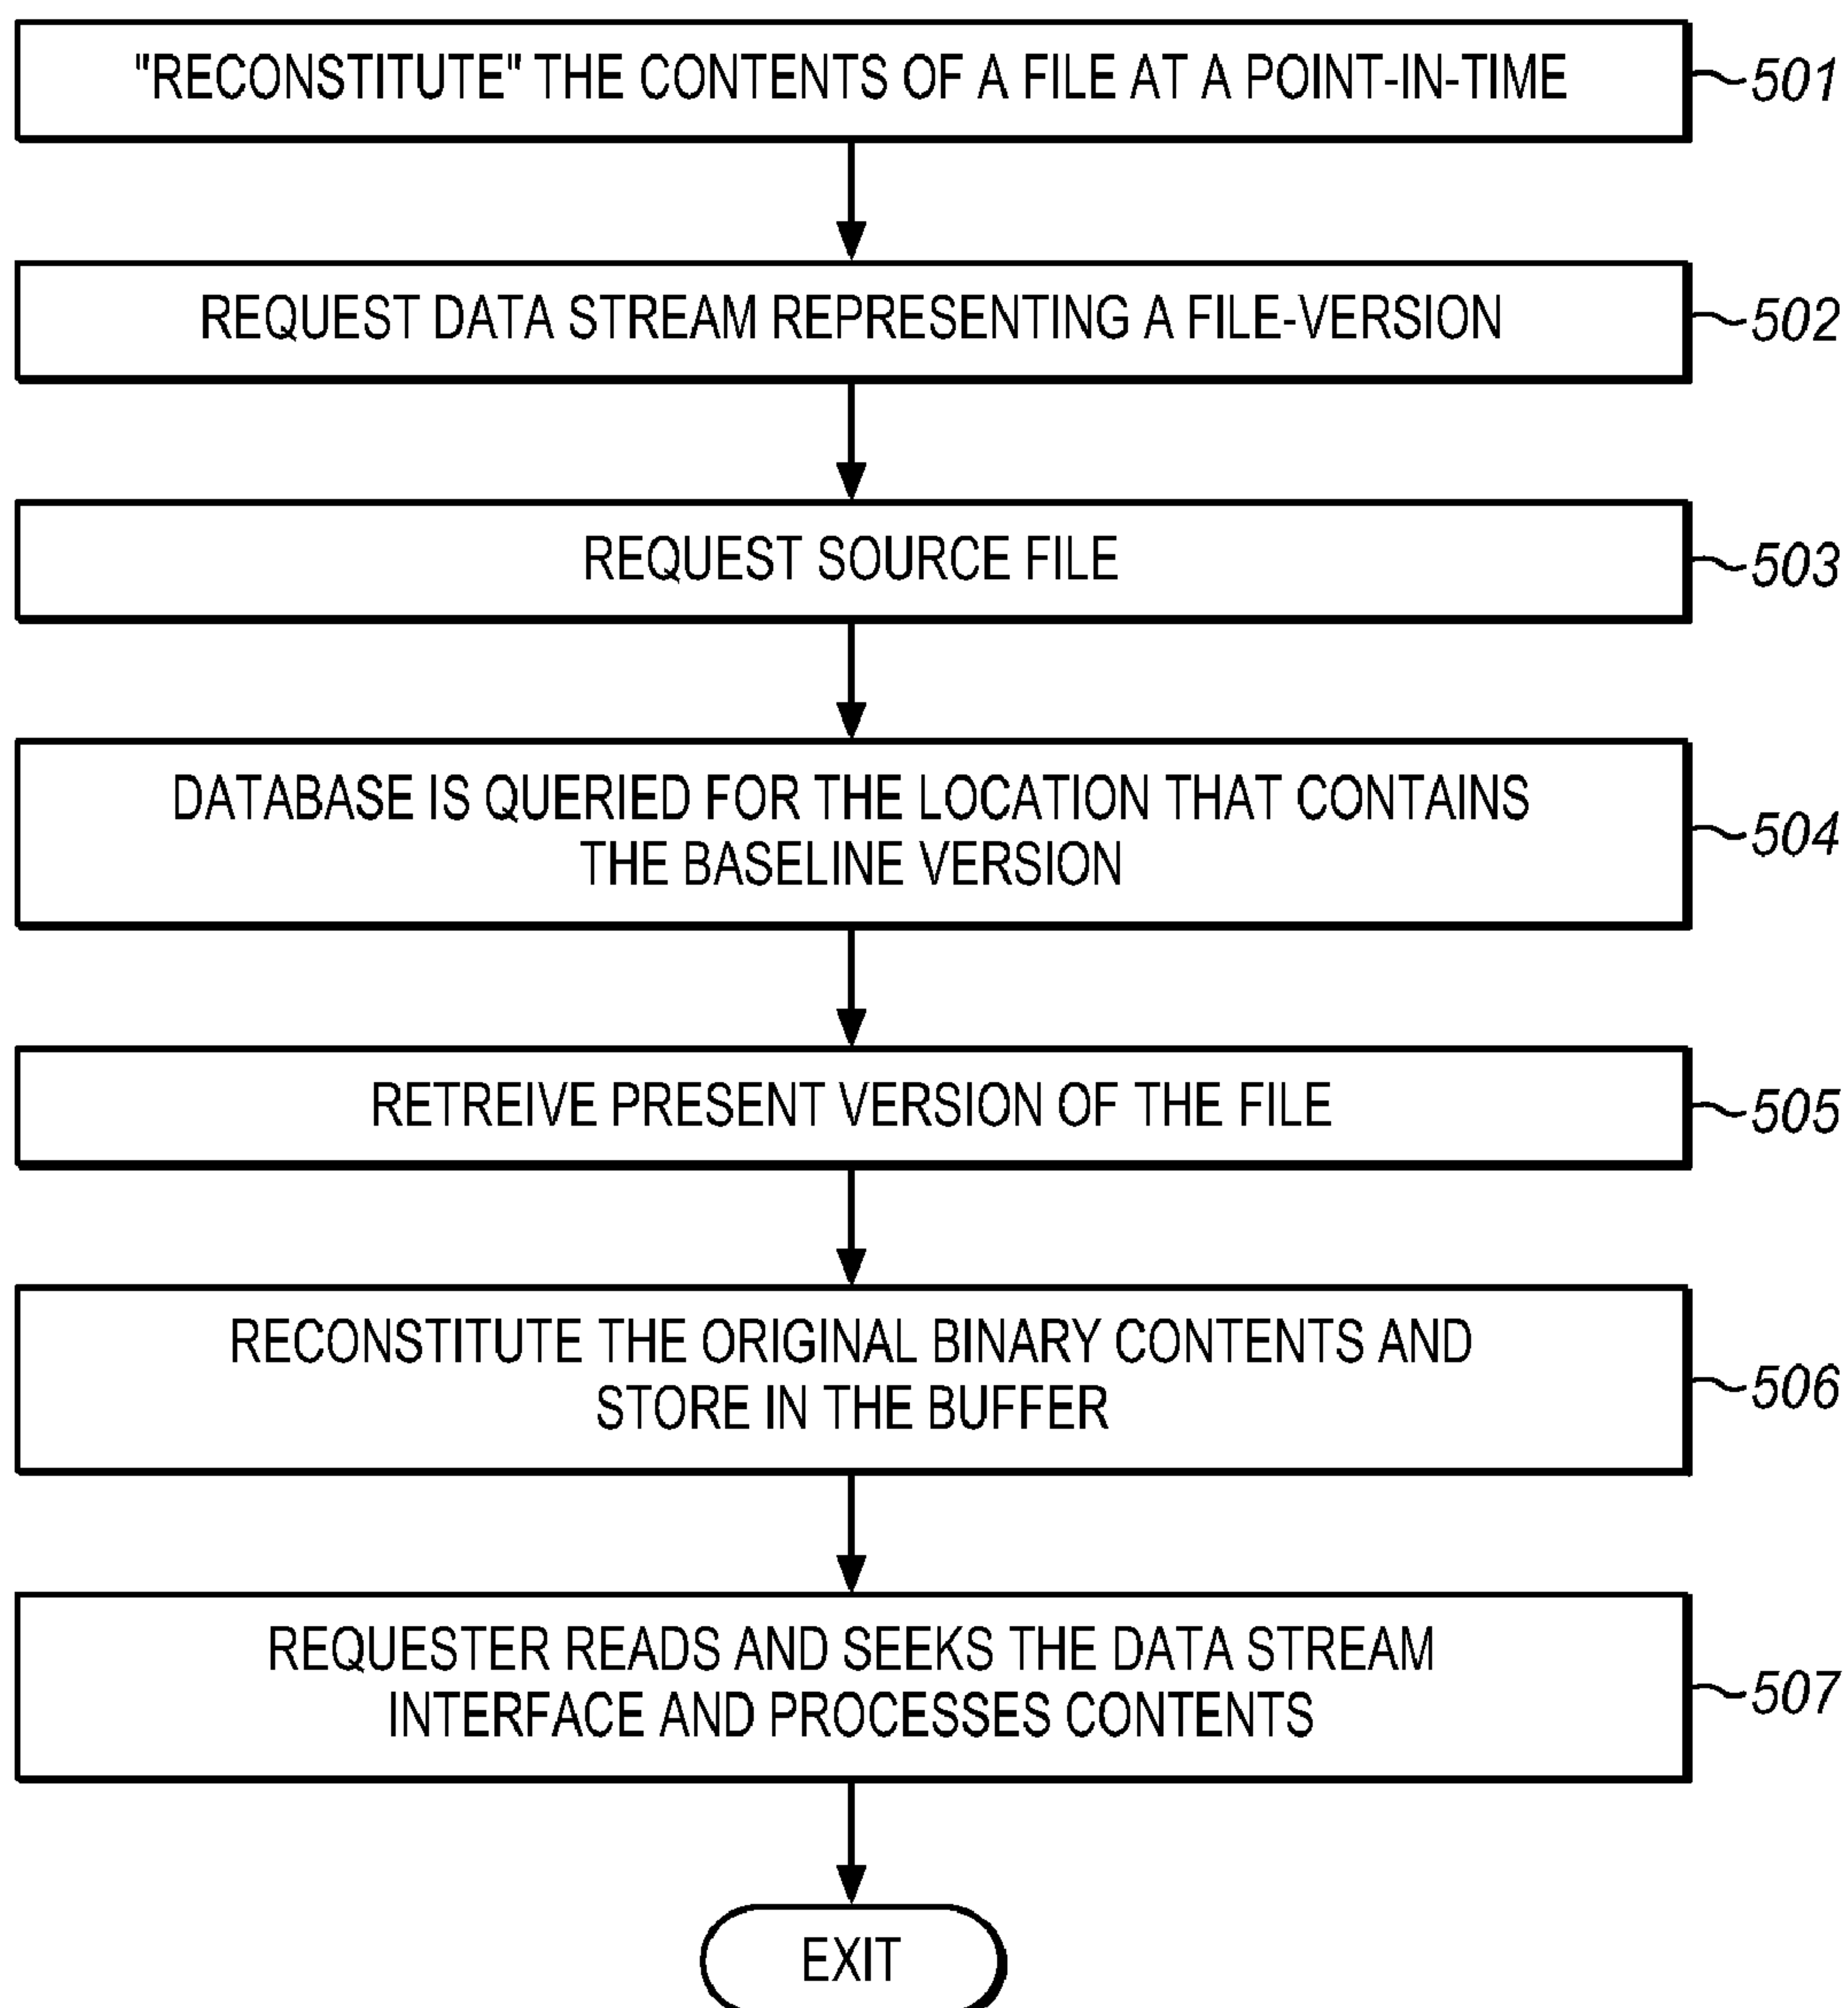 "RECONSTITUTE" THE CONTENTS OF A FILE AT A POINT-IN-TIME
501
REQUEST DATA STREAM REPRESENTING A FILE-VERSION
502
REQUEST SOURCE FILE
503
DATABASE IS QUERIED FOR THE LOCATION THAT CONTAINS
THE BASELINE VERSION
504
RETREIVE PRESENT VERSION OF THE FILE
505
RECONSTITUTE THE ORIGINAL BINARY CONTENTS AND
STORE IN THE BUFFER
506
REQUESTER READS AND SEEKS THE DATA STREAM
INTERFACE AND PROCESSES CONTENTS
507
EXIT